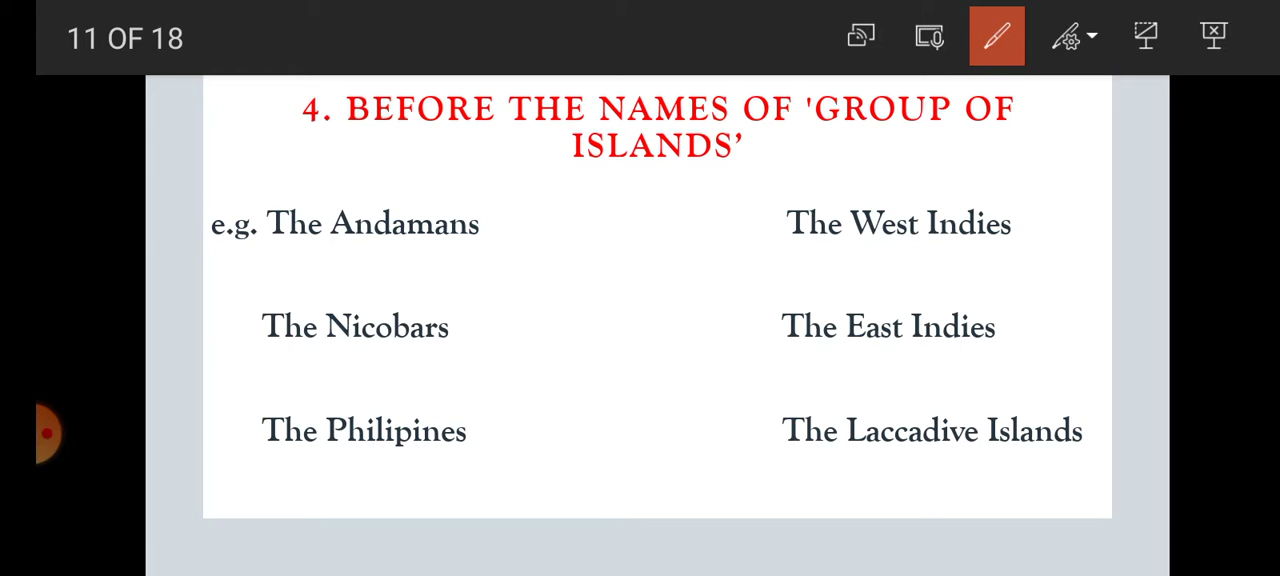 11 OF 18
4. BEFORE THE NAMES OF 'GROUP OF
ISLANDS’
e.g. The Andamans The West Indies
The Nicobars The East Indies
The Philipines The Laccadive Islands